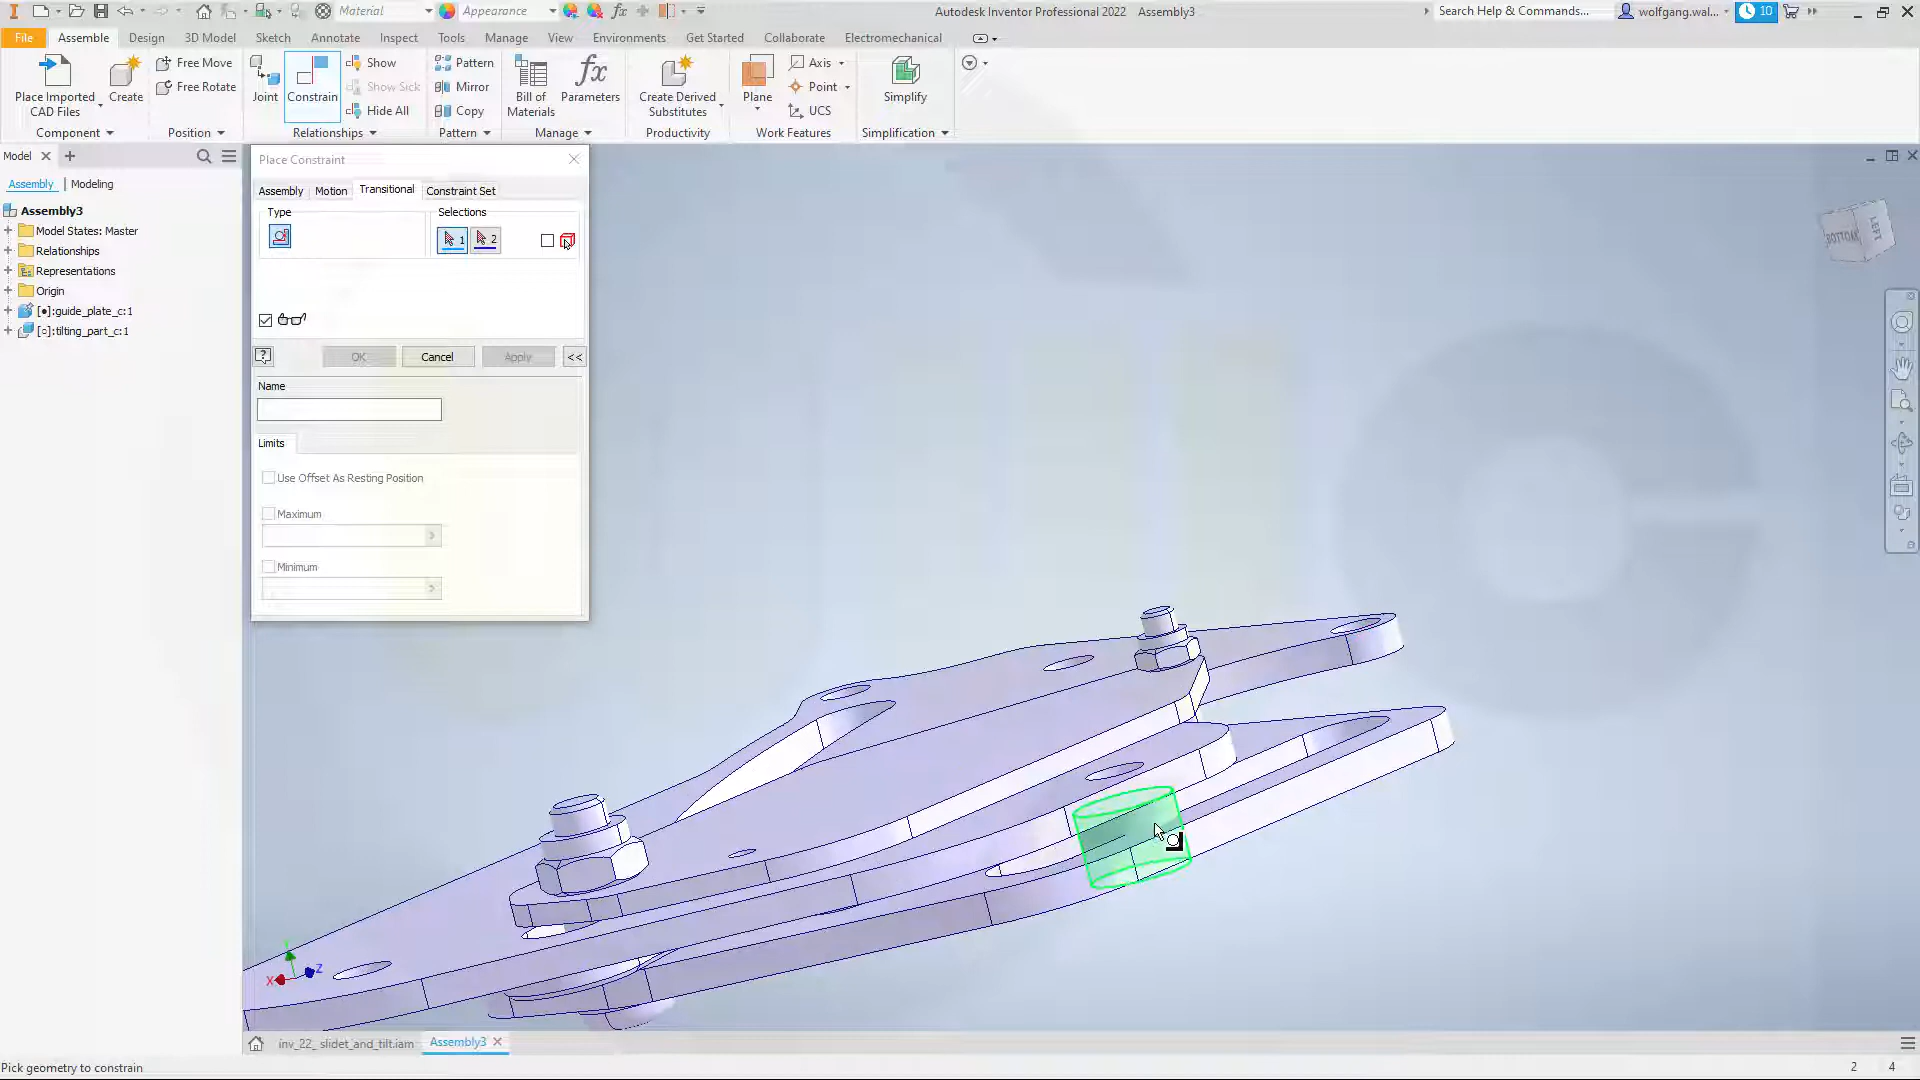 Material
Appearance
fx
Autodesk Inventor Professional 2022 Assembly3
Search Help & Commands...
wolfgang.wal...
10
File
Assemble
Design
3D Model
Sketch
Annotate
Inspect
Tools
Manage
View
Environments
Get Started
Collaborate
Electromechanical
Place Imported
CAD Files
Create
Free Move
Free Rotate
Joint
Constrain
Show
Show Sick
Hide All
Pattern
Mirror
Copy
Bill of
Materials
fx
Parameters
Create Derived
Substitutes
Plane
Axis
Point
UCS
Simplify
Component
Position
Relationships
Pattern
Manage
Productivity
Work Features
Simplification
Model
Assembly
Modeling
Assembly3
Model States: Master
Relationships
Representations
Origin
[●]:guide_plate_c:1
[○]:tilting_part_c:1
Place Constraint
Assembly
Motion
Transitional
Constraint Set
Type
Selections
1
2
?
OK
Cancel
Apply
<<
Name
Limits
Use Offset As Resting Position
Maximum
Minimum
BOTTOM
LEFT
Y
X
Z
inv_22_ slidet_and_tilt.iam
Assembly3
Pick geometry to constrain
2
4